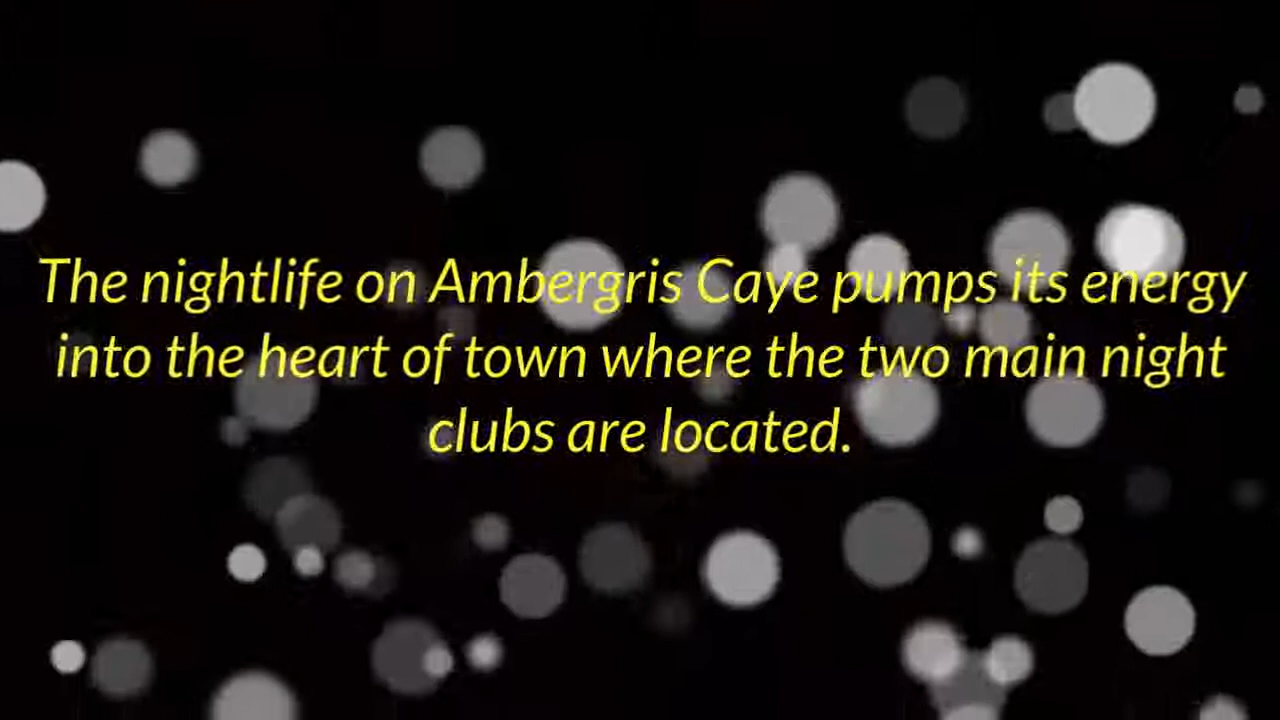 The nightlife on Ambergris Caye pumps its energy
into the heart of town where the two main night
clubs are located.